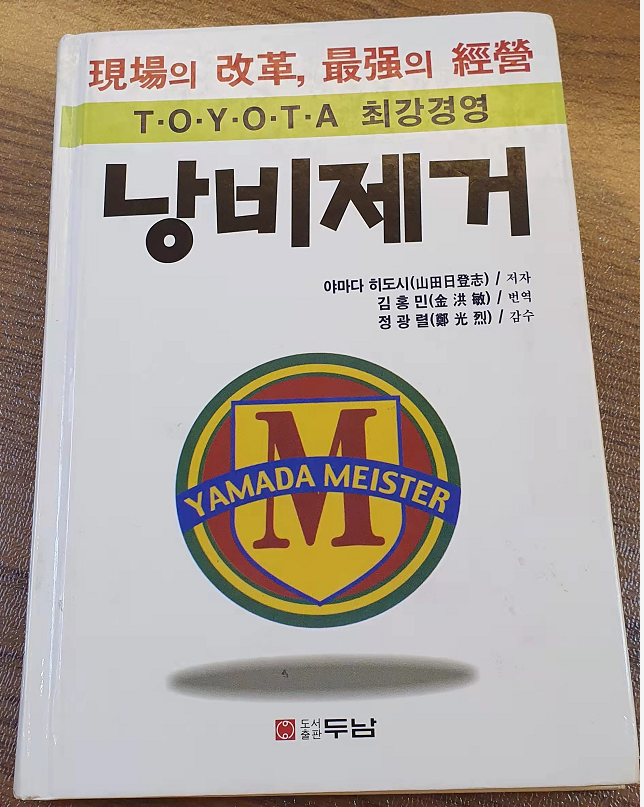 現場의 改革, 最强의 經營
T·O·Y·O·T·A 최강경영
낭비제거
야마다 히도시(山田日登志) / 저자
김 홍 민(金 洪 敏) / 번역
정 광 렬(鄭 光 烈) / 감수
M
YAMADA MEISTER
도서출판 두남